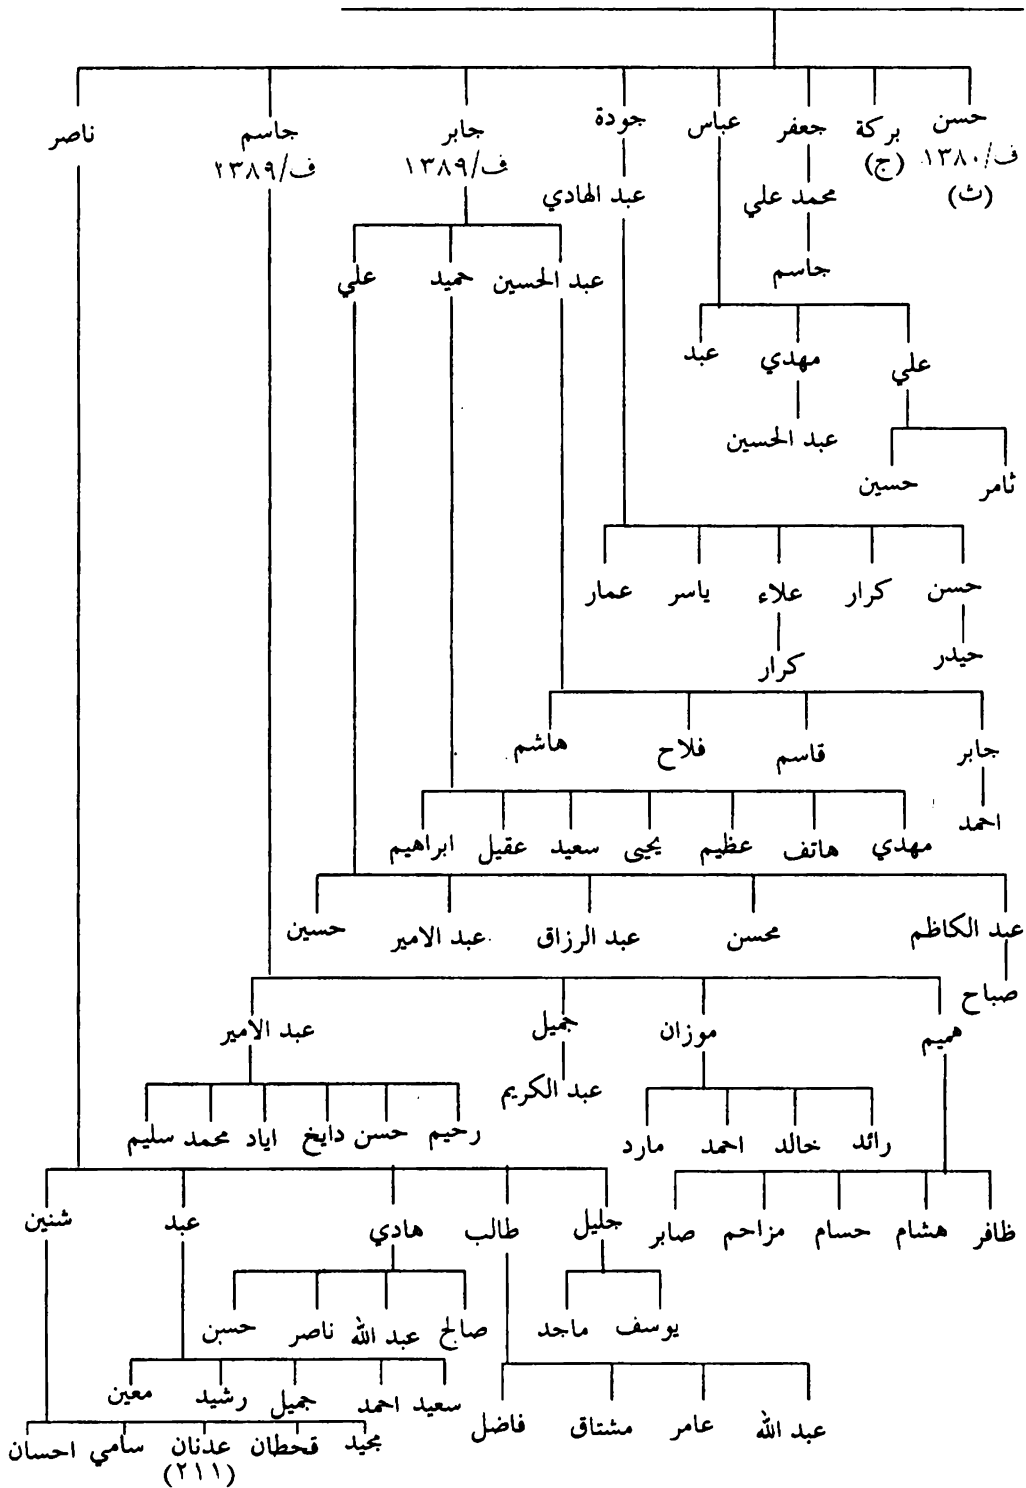 حسن بركة جعفر عباس جودة جابر جاسم ناصر
ف/١٣٨٠ (ج) ف/١٣٨٩ ف/١٣٨٩
(ث) محمد علي عبد الهادي
جاسم
عبد الحسين حميد علي
علي مهدي عبد
عبد الحسين
ثامر حسين
حسن كرار علاء ياسر عمار
حيدر كرار
جابر قاسم فلاح هاشم
احمد
مهدي هاتف عظيم يحيى سعيد عقيل ابراهيم
عبد الكاظم محسن عبد الرزاق عبد الامير حسين
صباح
هميم موزان جميل عبد الامير
عبد الكريم
رائد خالد احمد مارد رحيم حسن دايخ اياد محمد سليم
ظافر هشام حسام مزاحم صابر
جليل طالب هادي عبد شنين
يوسف ماجد صالح عبد الله ناصر حسين
سعيد احمد جميل رشيد معين
عبد الله عامر مشتاق فاضل
مجيد قحطان عدنان سامي احسان
(٢١١)